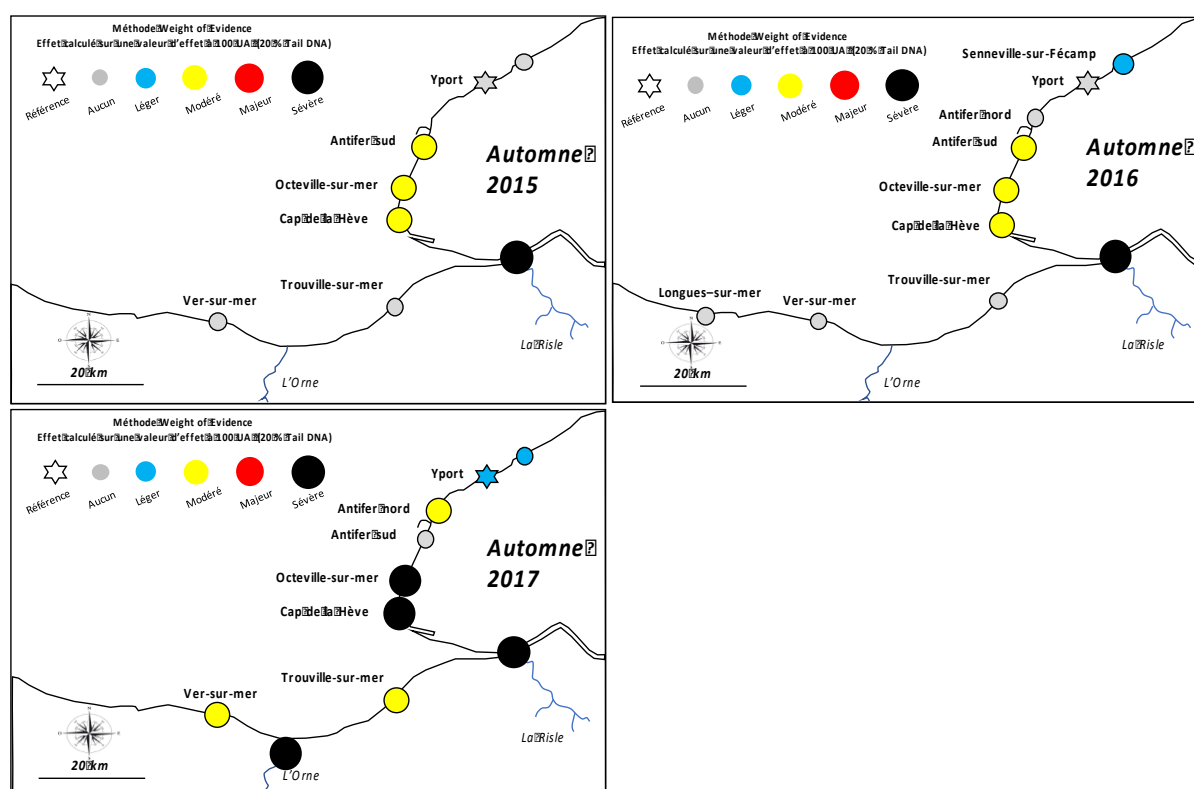 Méthode Weight of Evidence
Effet calculé sur une valeur d'effet à 100 UA (20 % Tail DNA)
Référence
Aucun
Léger
Modéré
Majeur
Sévère
Yport
Antifer sud
Octeville-sur-mer
Cap de la Hève
Automne
2015
Trouville-sur-mer
Ver-sur-mer
N
O
E
S
20 km
L'Orne
La Risle
Méthode Weight of Evidence
Effet calculé sur une valeur d'effet à 100 UA (20 % Tail DNA)
Référence
Aucun
Léger
Modéré
Majeur
Sévère
Senneville-sur-Fécamp
Yport
Antifer nord
Antifer sud
Octeville-sur-mer
Cap de la Hève
Automne
2016
Trouville-sur-mer
Longues–sur-mer
Ver-sur-mer
N
O
E
S
20 km
L'Orne
La Risle
Méthode Weight of Evidence
Effet calculé sur une valeur d'effet à 100 UA (20 % Tail DNA)
Référence
Aucun
Léger
Modéré
Majeur
Sévère
Yport
Antifer nord
Antifer sud
Octeville-sur-mer
Cap de la Hève
Automne
2017
Trouville-sur-mer
Ver-sur-mer
N
O
E
S
20 km
L'Orne
La Risle